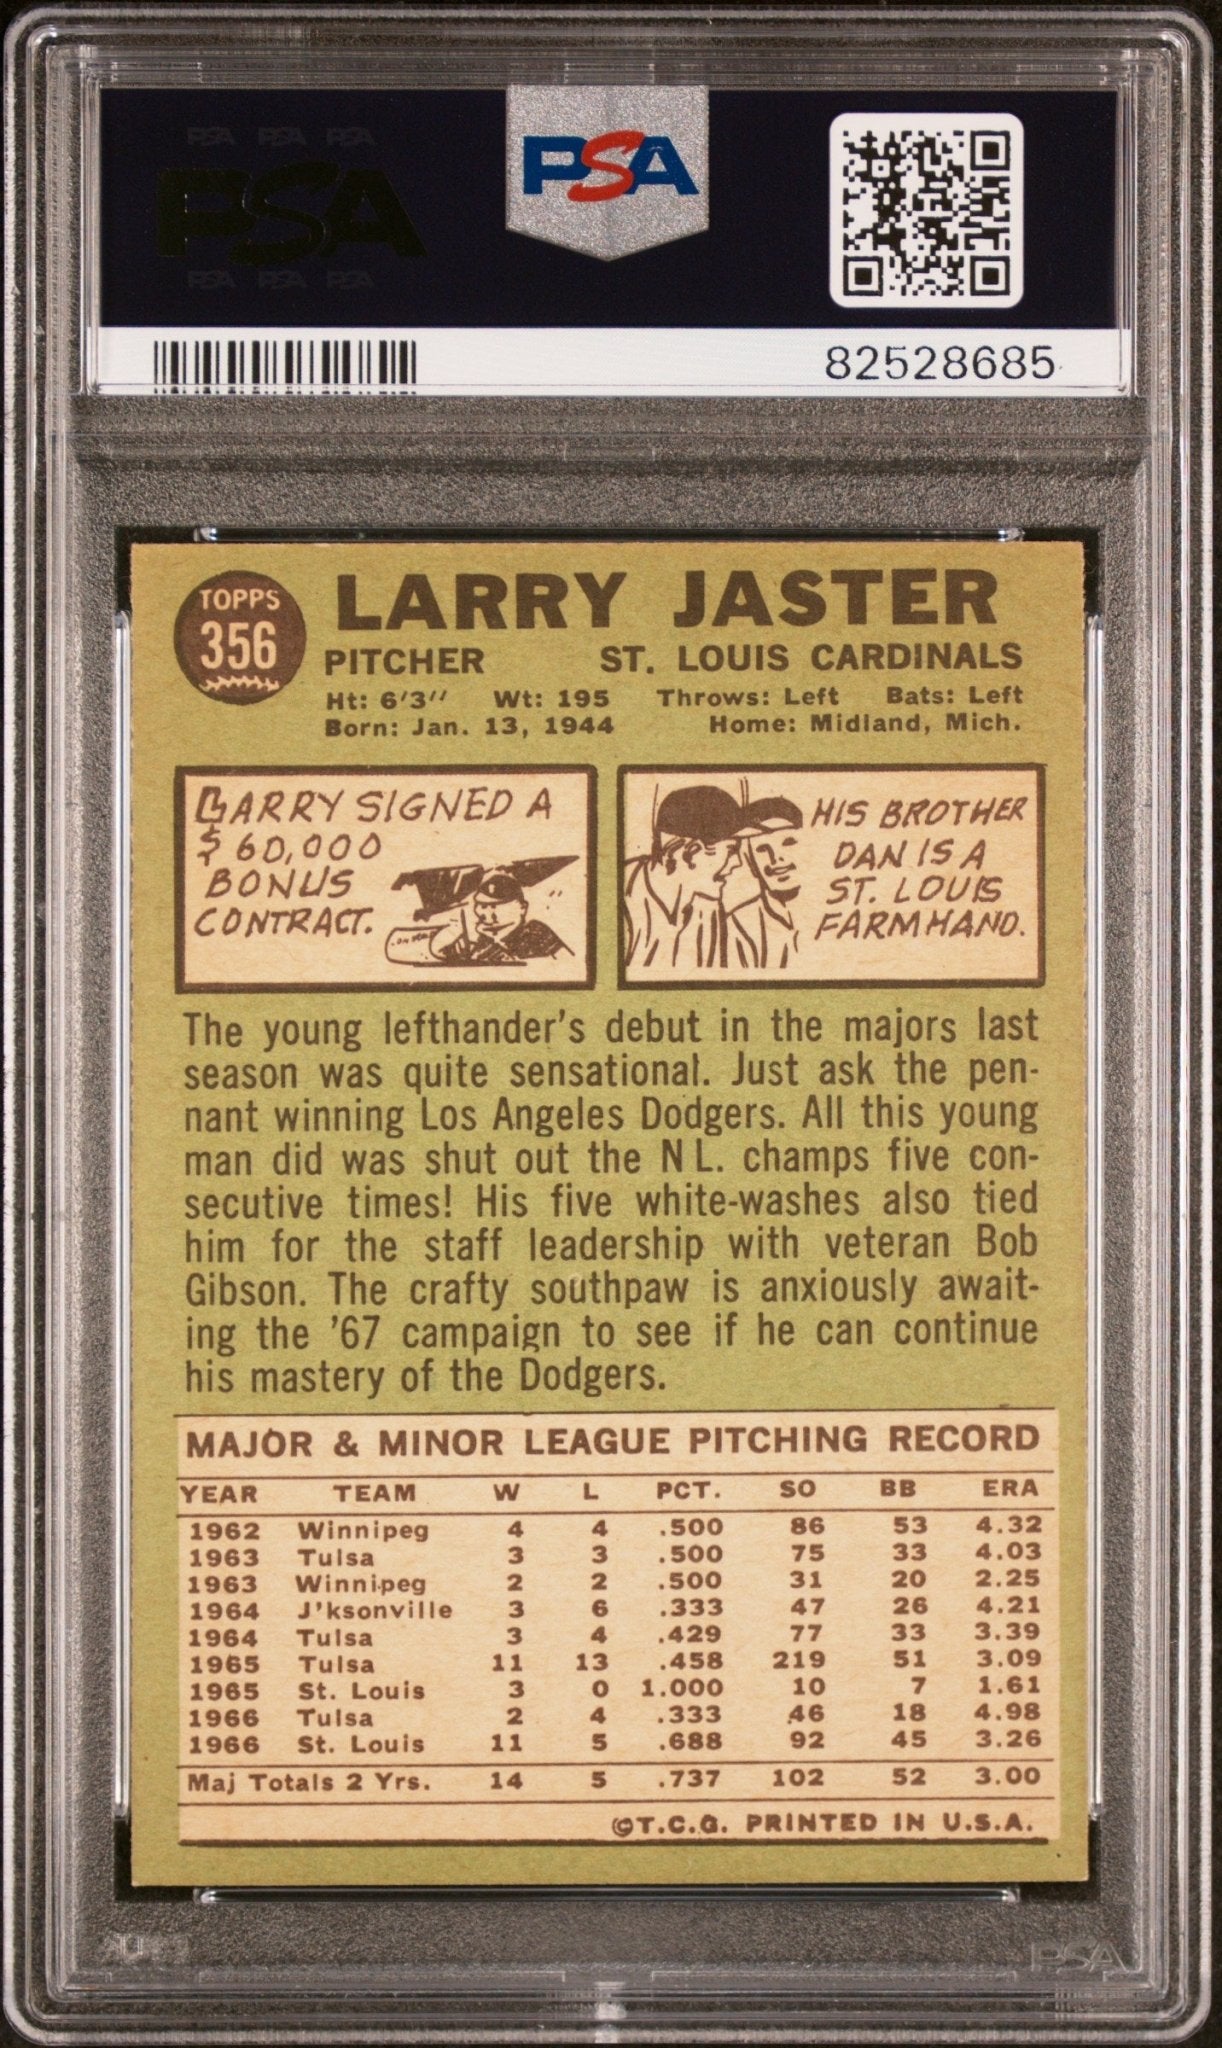 PSA PSA PSA
PSA
PSA PSA PSA
PSA
82528685
TOPPS
356
LARRY JASTER
PITCHER ST. LOUIS CARDINALS
Ht: 6'3" Wt: 195 Throws: Left Bats: Left
Born: Jan. 13, 1944 Home: Midland, Mich.
LARRY SIGNED A
$60,000
BONUS
CONTRACT.
HIS BROTHER
DAN IS A
ST. LOUIS
FARMHAND.
The young lefthander's debut in the majors last
season was quite sensational. Just ask the pen-
nant winning Los Angeles Dodgers. All this young
man did was shut out the N L. champs five con-
secutive times! His five white-washes also tied
him for the staff leadership with veteran Bob
Gibson. The crafty southpaw is anxiously await-
ing the '67 campaign to see if he can continue
his mastery of the Dodgers.
MAJOR & MINOR LEAGUE PITCHING RECORD
YEAR TEAM W L PCT. SO BB ERA
1962 Winnipeg 4 4 .500 86 53 4.32
1963 Tulsa 3 3 .500 75 33 4.03
1963 Winnipeg 2 2 .500 31 20 2.25
1964 J'ksonville 3 6 .333 47 26 4.21
1964 Tulsa 3 4 .429 77 33 3.39
1965 Tulsa 11 13 .458 219 51 3.09
1965 St. Louis 3 0 1.000 10 7 1.61
1966 Tulsa 2 4 .333 46 18 4.98
1966 St. Louis 11 5 .688 92 45 3.26
Maj Totals 2 Yrs. 14 5 .737 102 52 3.00
©T.C.G. PRINTED IN U.S.A.
PSA